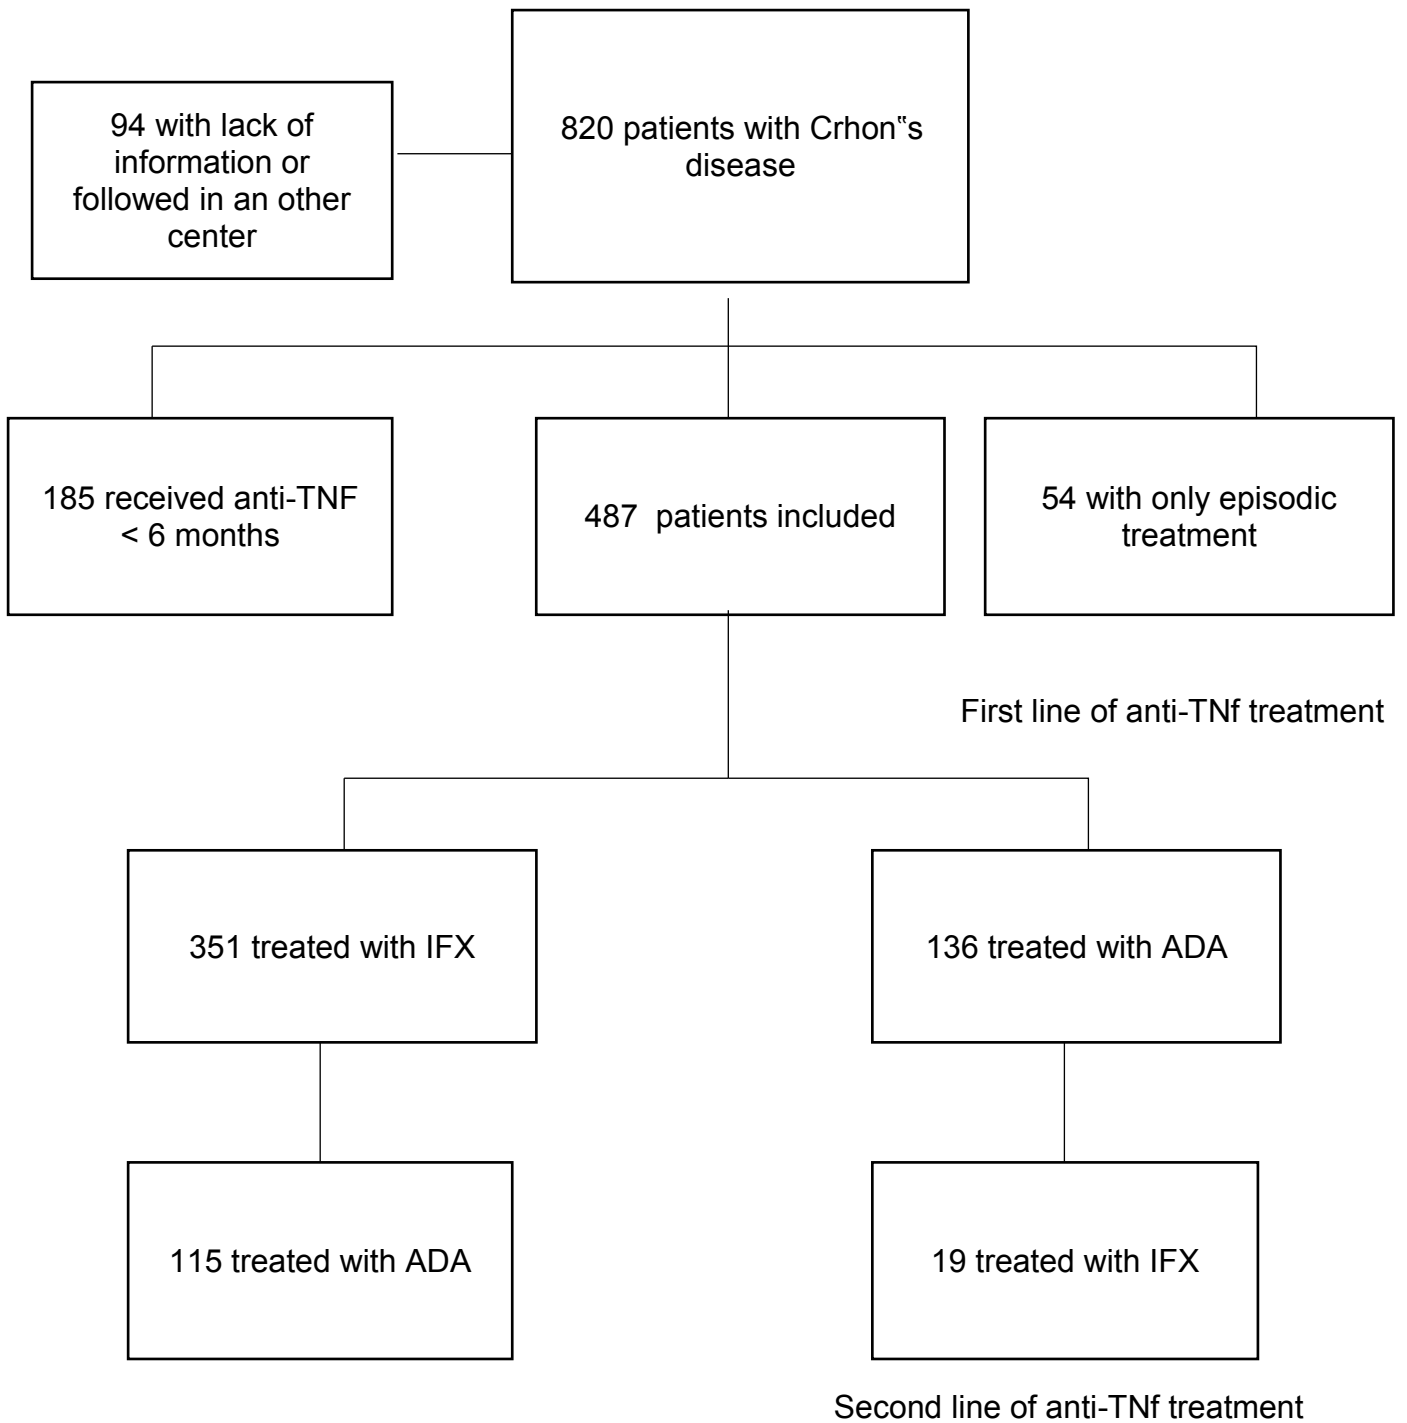 820 patients with Crhon‟s
disease
94 with lack of
information or
followed in an other
center
185 received anti-TNF
< 6 months
487 patients included
54 with only episodic
treatment
First line of anti-TNf treatment
351 treated with IFX
136 treated with ADA
115 treated with ADA
19 treated with IFX
Second line of anti-TNf treatment